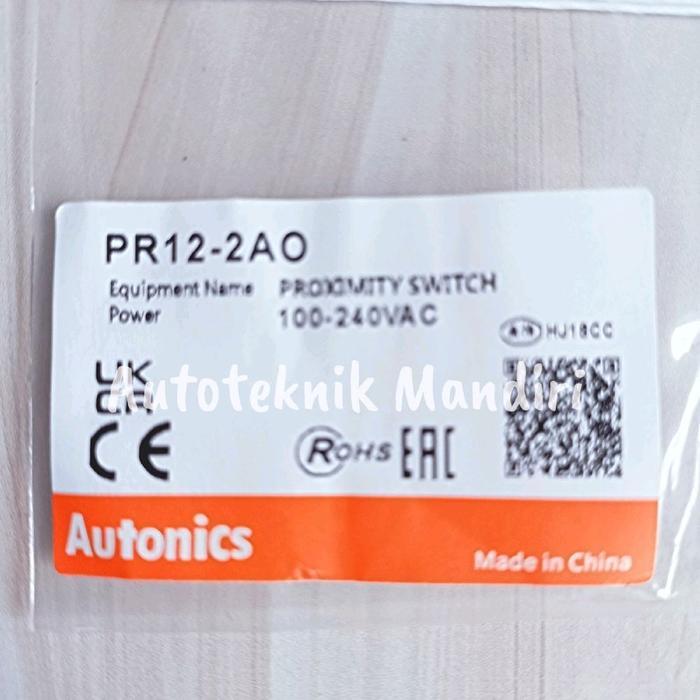 PR12-2AO
Equipment Name PROXIMITY SWITCH
Power 100-240VAC
HJ18CC
UK
CA
Autoteknik Mandiri
CE
RoHS EAC
Autonics
Made in China